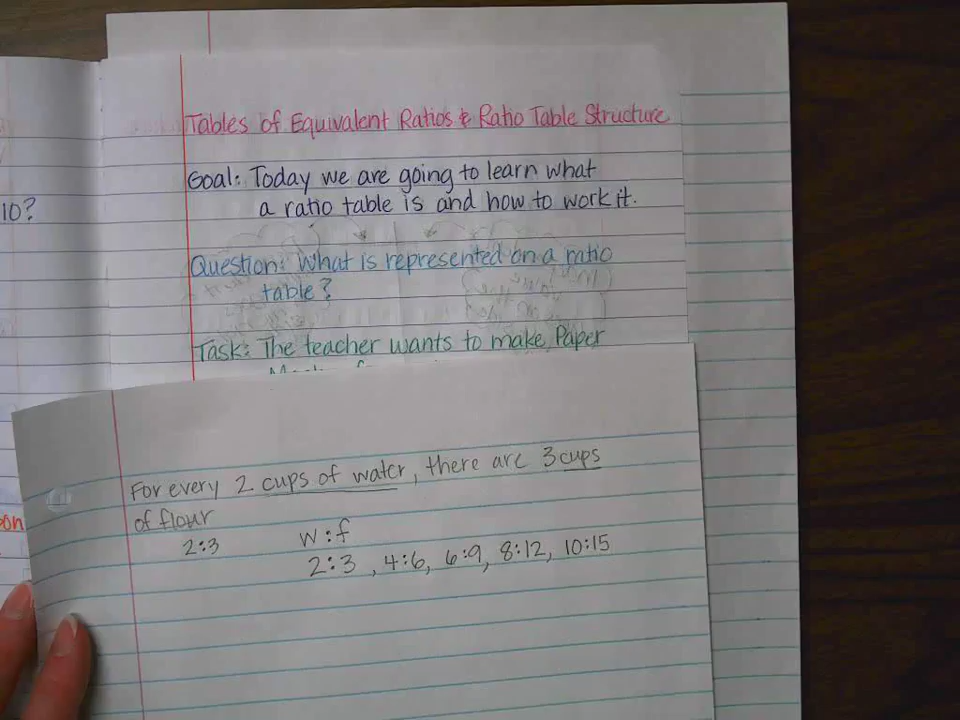 10?
Tables of Equivalent Ratios & Ratio Table Structure
Goal: Today we are going to learn what
a ratio table is and how to work it.
Question: What is represented on a ratio
table?
Task: The teacher wants to make Paper
For every 2 cups of water, there are 3 cups
of flour
2:3 w:f
2:3, 4:6, 6:9, 8:12, 10:15